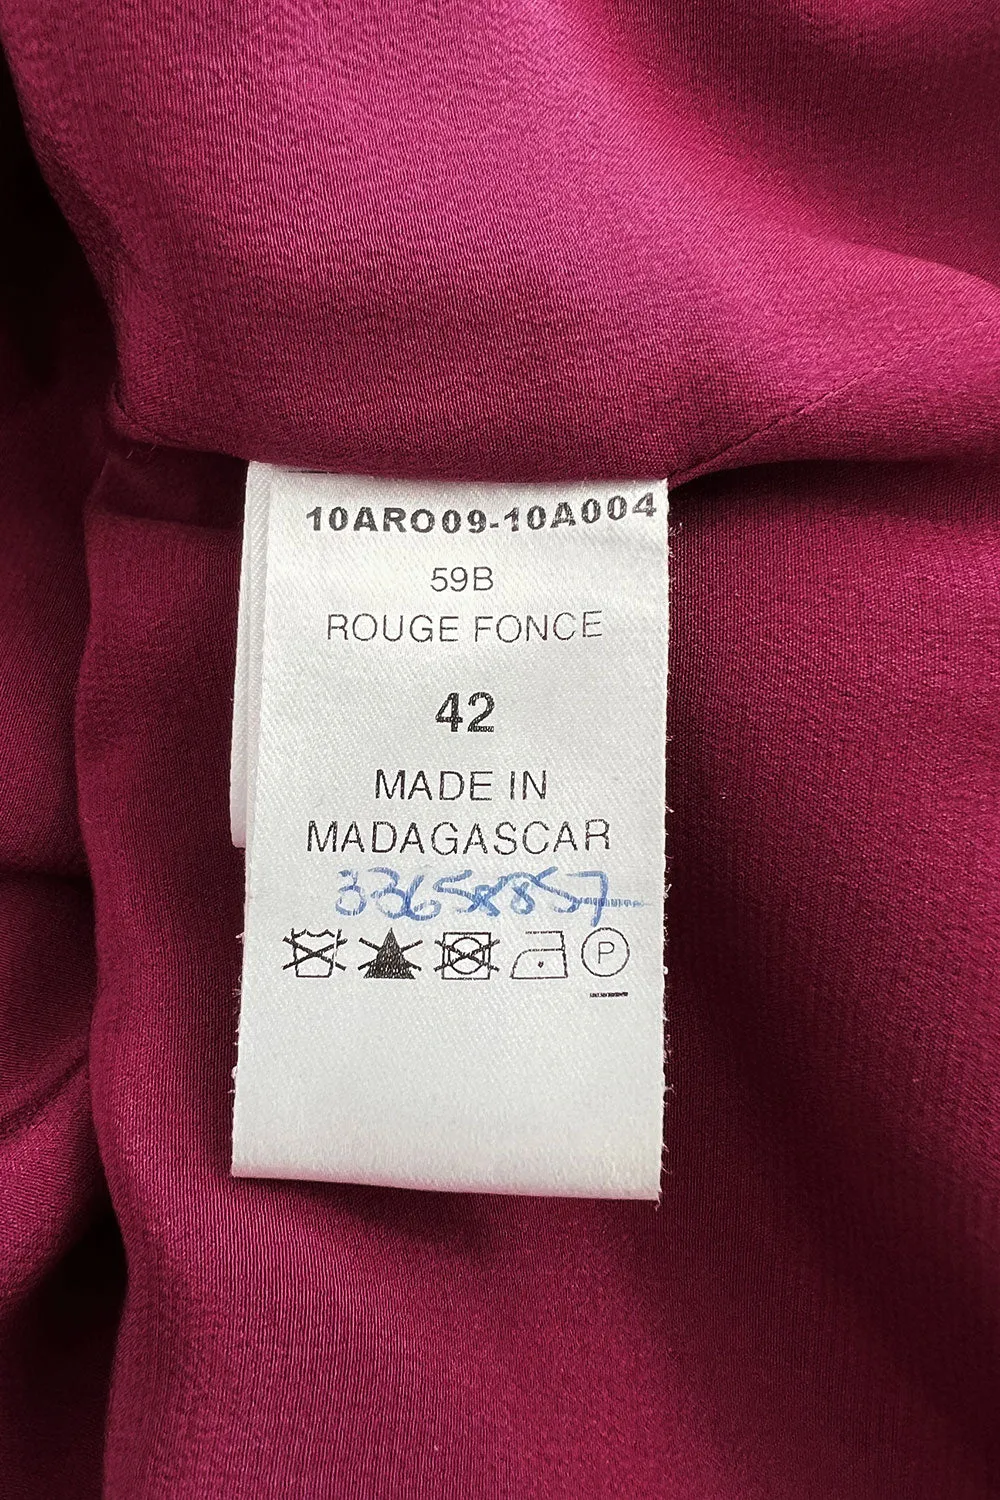 10ARO09-10A004
59B
ROUGE FONCE
42
MADE IN
MADAGASCAR
33658857
P